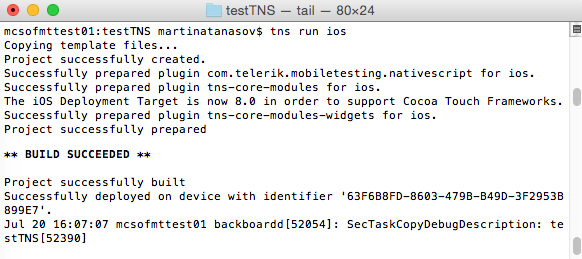 testTNS — tail — 80×24
mcsofmttest01:testTNS martinatanasov$ tns run ios
Copying template files...
Project successfully created.
Successfully prepared plugin com.telerik.mobiletesting.nativescript for ios.
Successfully prepared plugin tns-core-modules for ios.
The iOS Deployment Target is now 8.0 in order to support Cocoa Touch Frameworks.
Successfully prepared plugin tns-core-modules-widgets for ios.
Project successfully prepared
** BUILD SUCCEEDED **
Project successfully built
Successfully deployed on device with identifier '63F6B8FD-8603-479B-B49D-3F2953B
899E7'.
Jul 20 16:07:07 mcsofmttest01 backboardd[52054]: SecTaskCopyDebugDescription: te
stTNS[52390]